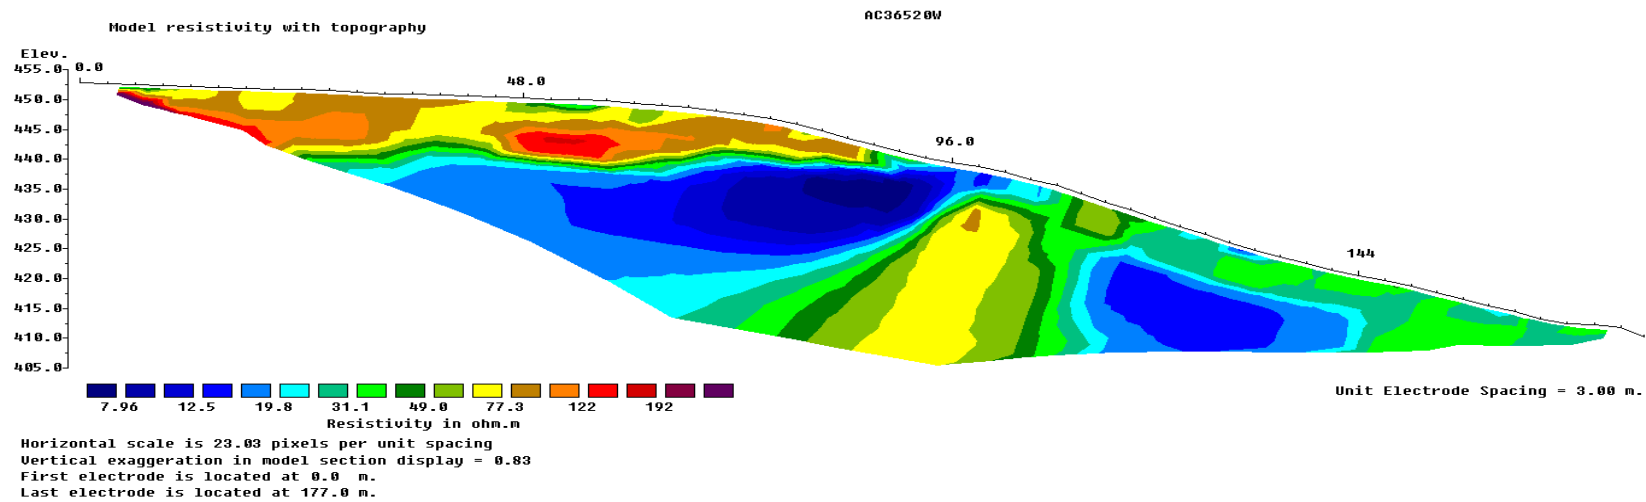 AC36520W
Model resistivity with topography
Elev.
455.0
0.0
48.0
450.0
445.0
96.0
440.0
435.0
430.0
425.0
144
420.0
415.0
410.0
405.0
Unit Electrode Spacing = 3.00 m.
7.96 12.5 19.8 31.1 49.0 77.3 122 192
Resistivity in ohm.m
Horizontal scale is 23.03 pixels per unit spacing
Vertical exaggeration in model section display = 0.83
First electrode is located at 0.0 m.
Last electrode is located at 177.0 m.